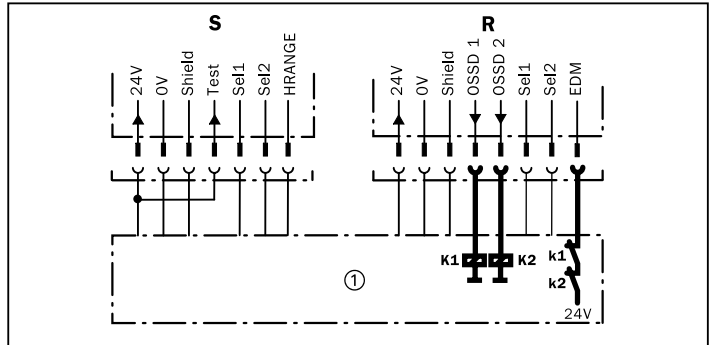 S R
24V 0V Shield Test Sel1 Sel2 HRANGE
24V 0V Shield OSSD 1 OSSD 2 Sel1 Sel2 EDM
K1 K2 k1
k2
①
24V